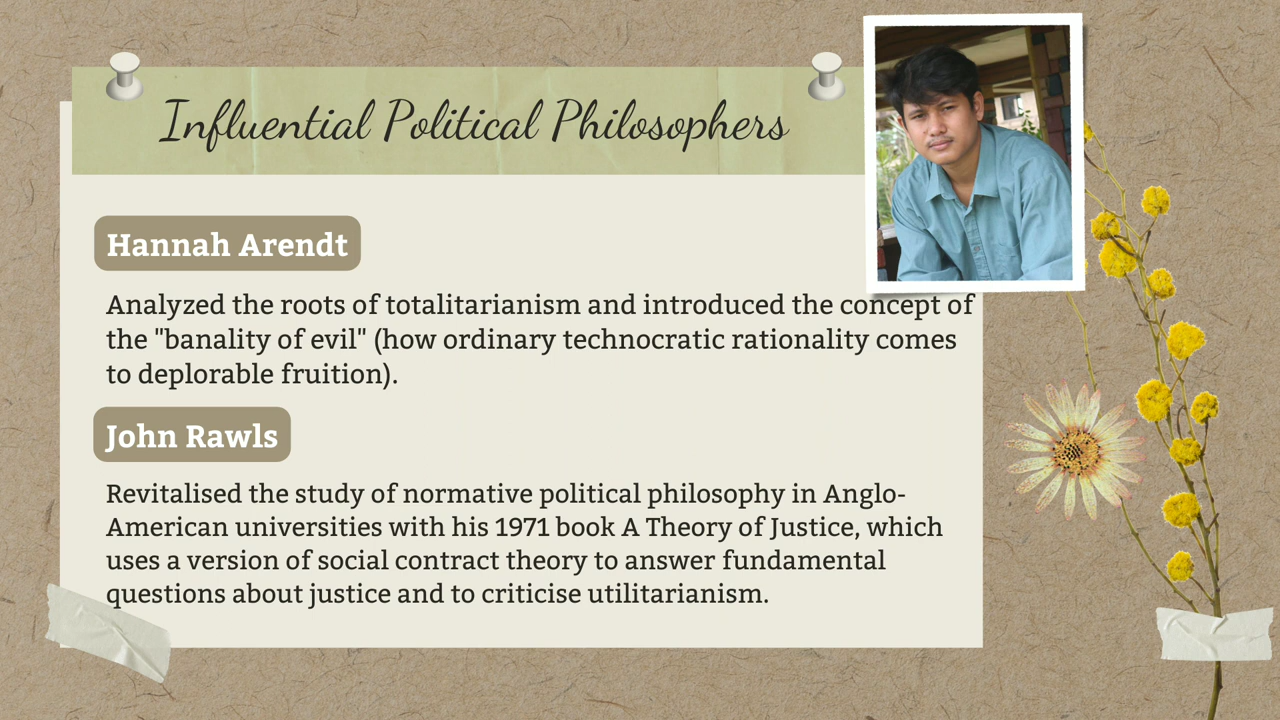 Influential Political Philosophers
Hannah Arendt
Analyzed the roots of totalitarianism and introduced the concept of
the "banality of evil" (how ordinary technocratic rationality comes
to deplorable fruition).
John Rawls
Revitalised the study of normative political philosophy in Anglo-
American universities with his 1971 book A Theory of Justice, which
uses a version of social contract theory to answer fundamental
questions about justice and to criticise utilitarianism.